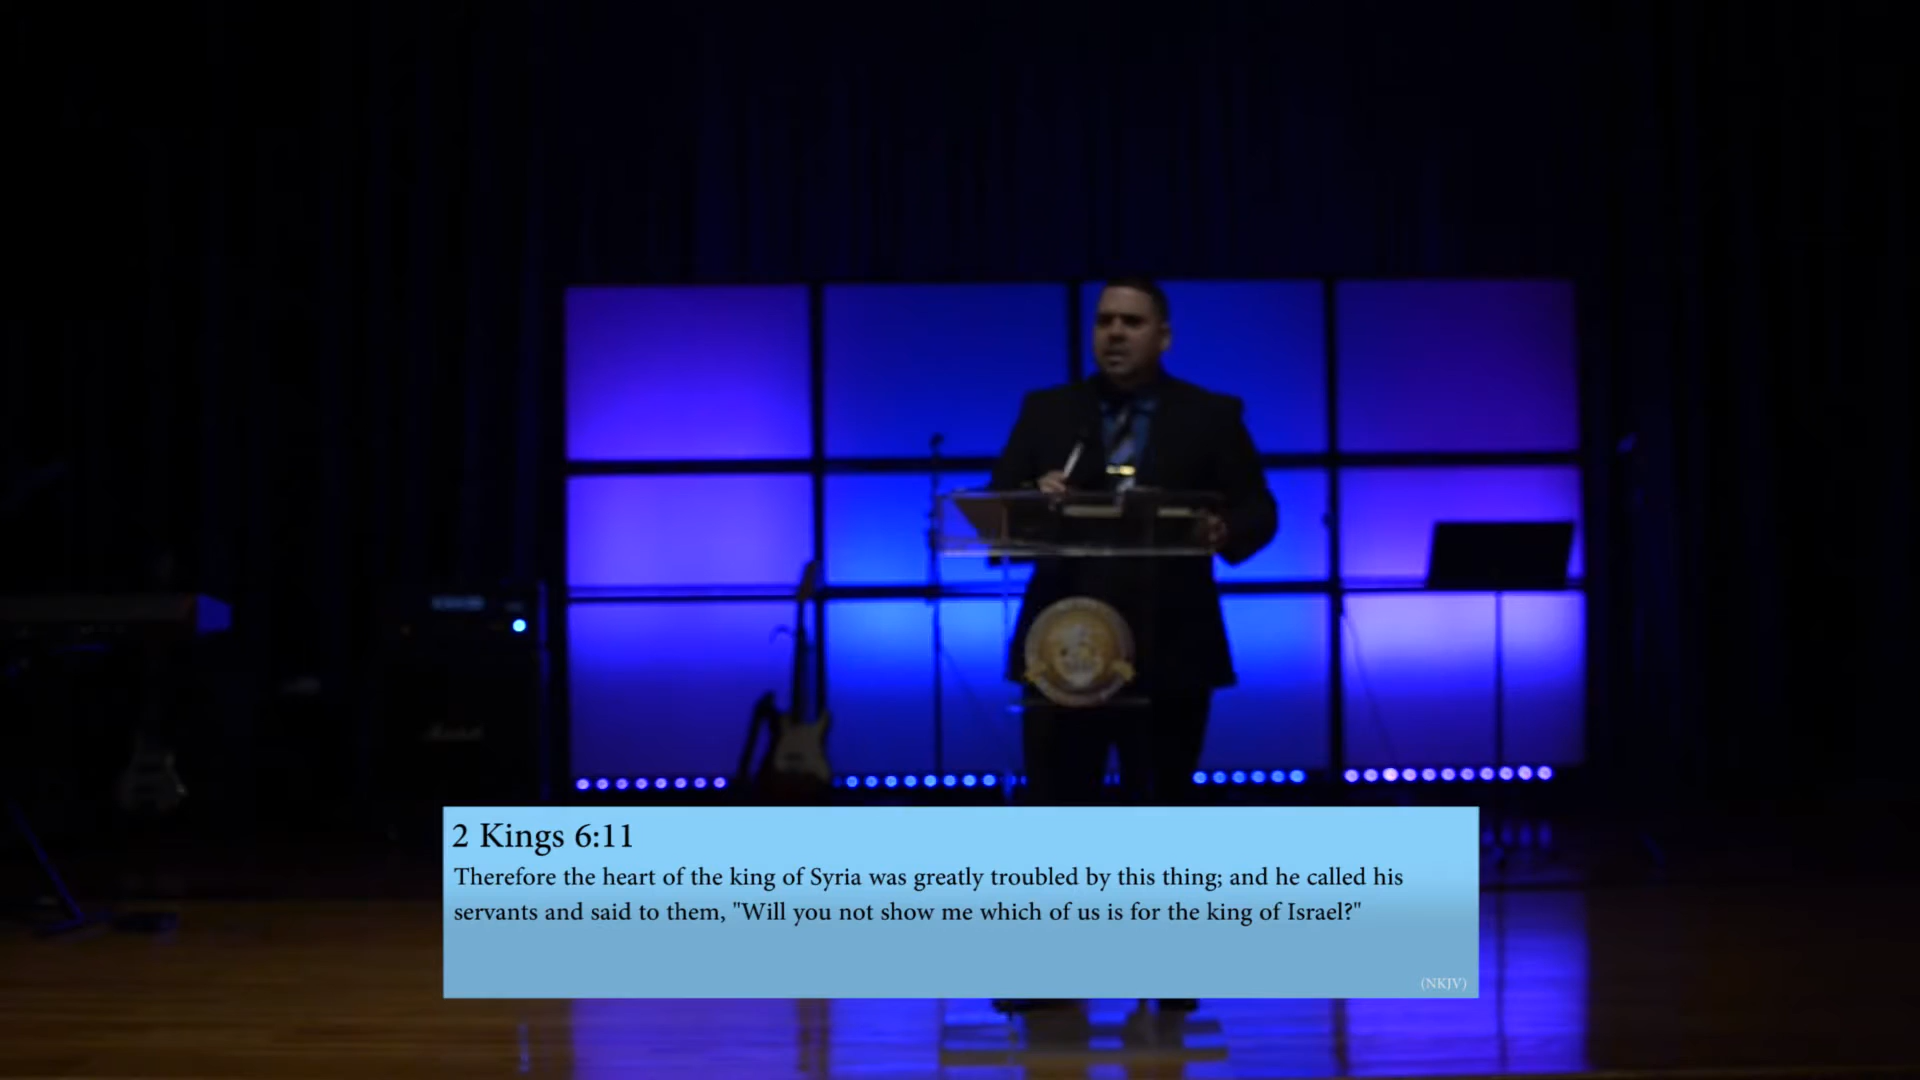 Marshall
2 Kings 6:11
Therefore the heart of the king of Syria was greatly troubled by this thing; and he called his
servants and said to them, "Will you not show me which of us is for the king of Israel?"
(NKJV)